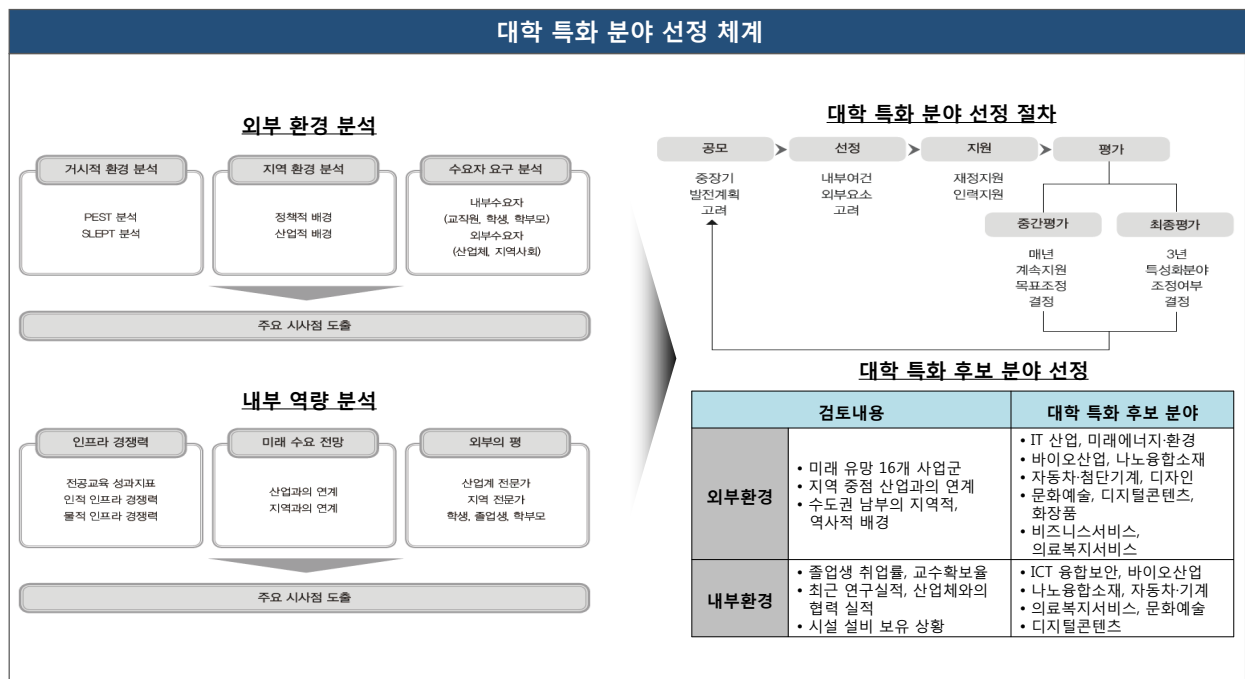 대학 특화 분야 선정 체계
외부 환경 분석
거시적 환경 분석
PEST 분석
SLEPT 분석
지역 환경 분석
정책적 배경
산업적 배경
수요자 요구 분석
내부수요자
(교직원, 학생, 학부모)
외부수요자
(산업체, 지역사회)
주요 시사점 도출
내부 역량 분석
인프라 경쟁력
전공교육 성과지표
인적 인프라 경쟁력
물적 인프라 경쟁력
미래 수요 전망
산업과의 연계
지역과의 연계
외부의 평
산업계 전문가
지역 전문가
학생, 졸업생, 학부모
주요 시사점 도출
대학 특화 분야 선정 절차
공모
중장기
발전계획
고려
선정
내부여건
외부요소
고려
지원
재정지원
인력지원
평가
중간평가
매년
계속지원
목표조정
결정
최종평가
3년
특성화분야
조정여부
결정
대학 특화 후보 분야 선정
검토내용
대학 특화 후보 분야
외부환경
• 미래 유망 16개 사업군
• 지역 중점 산업과의 연계
• 수도권 남부의 지역적,
역사적 배경
• IT 산업, 미래에너지·환경
• 바이오산업, 나노융합소재
• 자동차·첨단기계, 디자인
• 문화예술, 디지털콘텐츠,
화장품
• 비즈니스서비스,
의료복지서비스
내부환경
• 졸업생 취업률, 교수확보율
• 최근 연구실적, 산업체와의
협력 실적
• 시설 설비 보유 상황
• ICT 융합보안, 바이오산업
• 나노융합소재, 자동차·기계
• 의료복지서비스, 문화예술
• 디지털콘텐츠